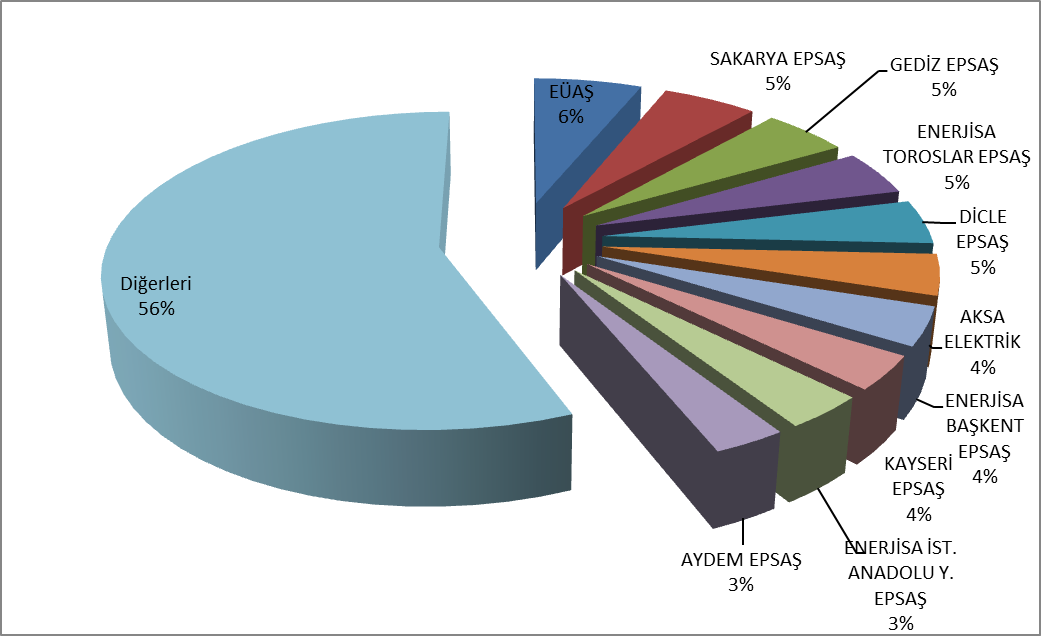 EÜAŞ
6%
SAKARYA EPSAŞ
5%
GEDİZ EPSAŞ
5%
ENERJİSA
TOROSLAR EPSAŞ
5%
DİCLE
EPSAŞ
5%
AKSA
ELEKTRİK
4%
ENERJİSA
BAŞKENT
EPSAŞ
4%
KAYSERİ
EPSAŞ
4%
ENERJİSA İST.
ANADOLU Y.
EPSAŞ
3%
AYDEM EPSAŞ
3%
Diğerleri
56%